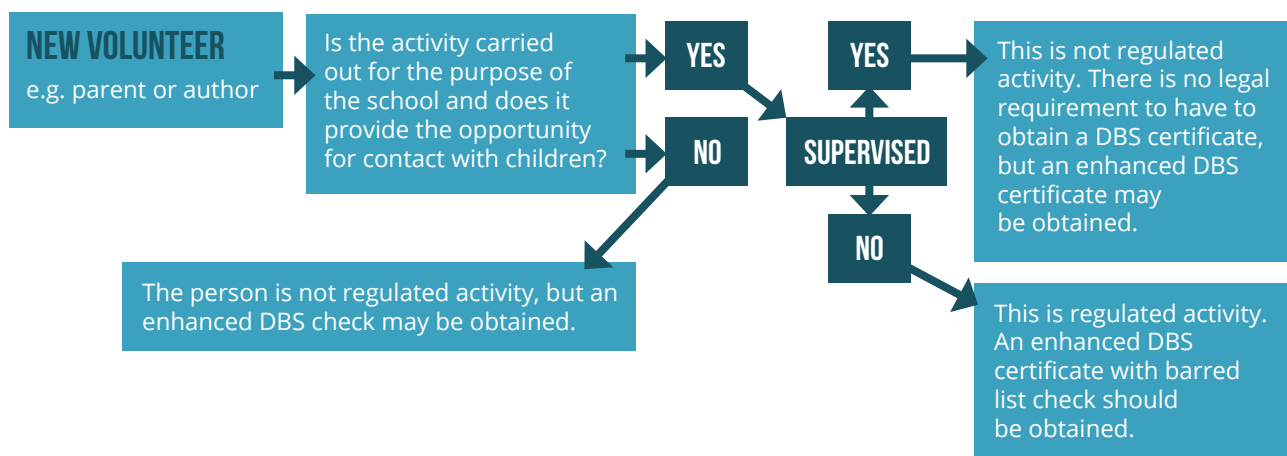 NEW VOLUNTEER
e.g. parent or author
Is the activity carried
out for the purpose of
the school and does it
provide the opportunity
for contact with children?
YES
NO
SUPERVISED
YES
NO
This is not regulated
activity. There is no legal
requirement to have to
obtain a DBS certificate,
but an enhanced DBS
certificate may
be obtained.
The person is not regulated activity, but an
enhanced DBS check may be obtained.
This is regulated activity.
An enhanced DBS
certificate with barred
list check should
be obtained.